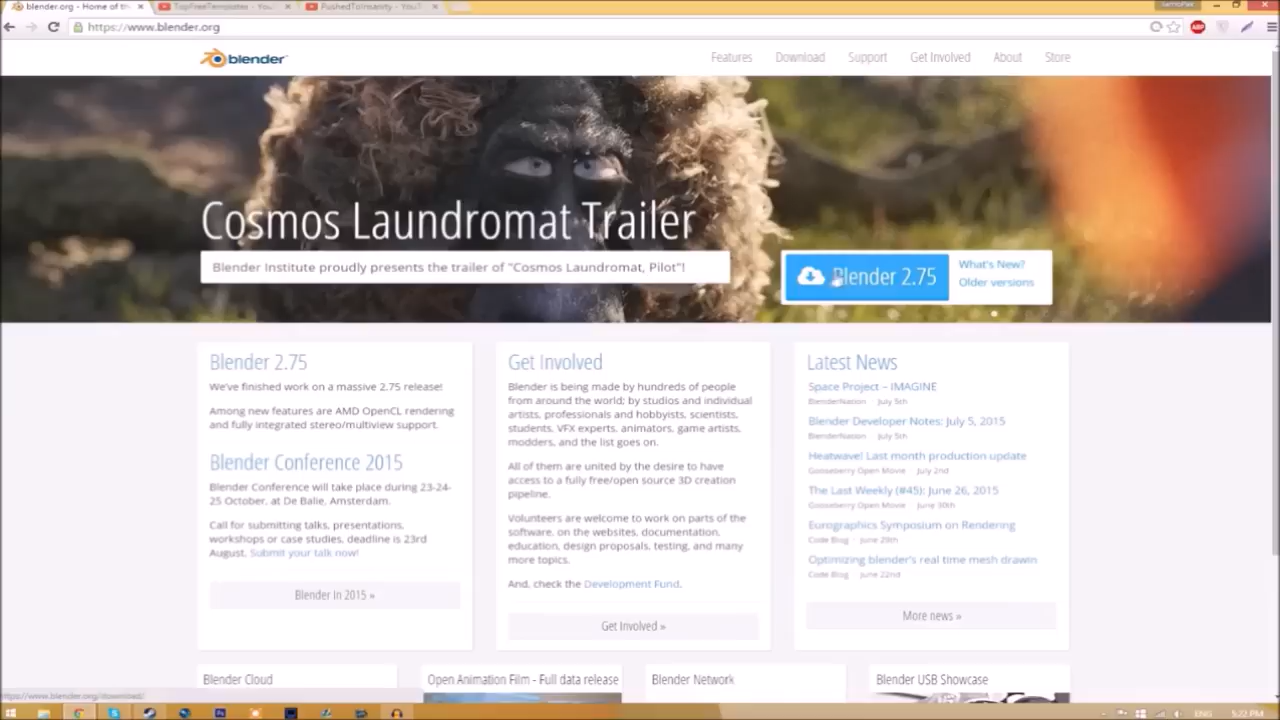 blender.org - Home of th
TopFreeTemplates - You
PushedToInsanity - YouT
https://www.blender.org
ABP
blender
Features
Download
Support
Get Involved
About
Store
Cosmos Laundromat Trailer
Blender Institute proudly presents the trailer of "Cosmos Laundromat, Pilot"!
Blender 2.75
What's New?
Older versions
Blender 2.75
We've finished work on a massive 2.75 release!
Among new features are AMD OpenCL rendering
and fully integrated stereo/multiview support.
Blender Conference 2015
Blender Conference will take place during 23-24-
25 October, at De Balie, Amsterdam.
Call for submitting talks, presentations,
workshops or case studies, deadline is 23rd
August. Submit your talk now!
Blender in 2015 »
Get Involved
Blender is being made by hundreds of people
from around the world; by studios and individual
artists, professionals and hobbyists, scientists,
students, VFX experts, animators, game artists,
modders, and the list goes on.
All of them are united by the desire to have
access to a fully free/open source 3D creation
pipeline.
Volunteers are welcome to work on parts of the
software, on the websites, documentation,
education, design proposals, testing, and many
more topics.
And, check the Development Fund.
Get Involved »
Latest News
Space Project – IMAGINE
BlenderNation July 5th
Blender Developer Notes: July 5, 2015
BlenderNation July 5th
Heatwave! Last month production update
Gooseberry Open Movie July 2nd
The Last Weekly (#45): June 26, 2015
Gooseberry Open Movie June 30th
Eurographics Symposium on Rendering
Code Blog June 29th
Optimizing blender's real time mesh drawin
Code Blog June 22nd
More news »
Blender Cloud
Open Animation Film - Full data release
Blender Network
Blender USB Showcase
https://www.blender.org/download/
ENG
5:22 PM